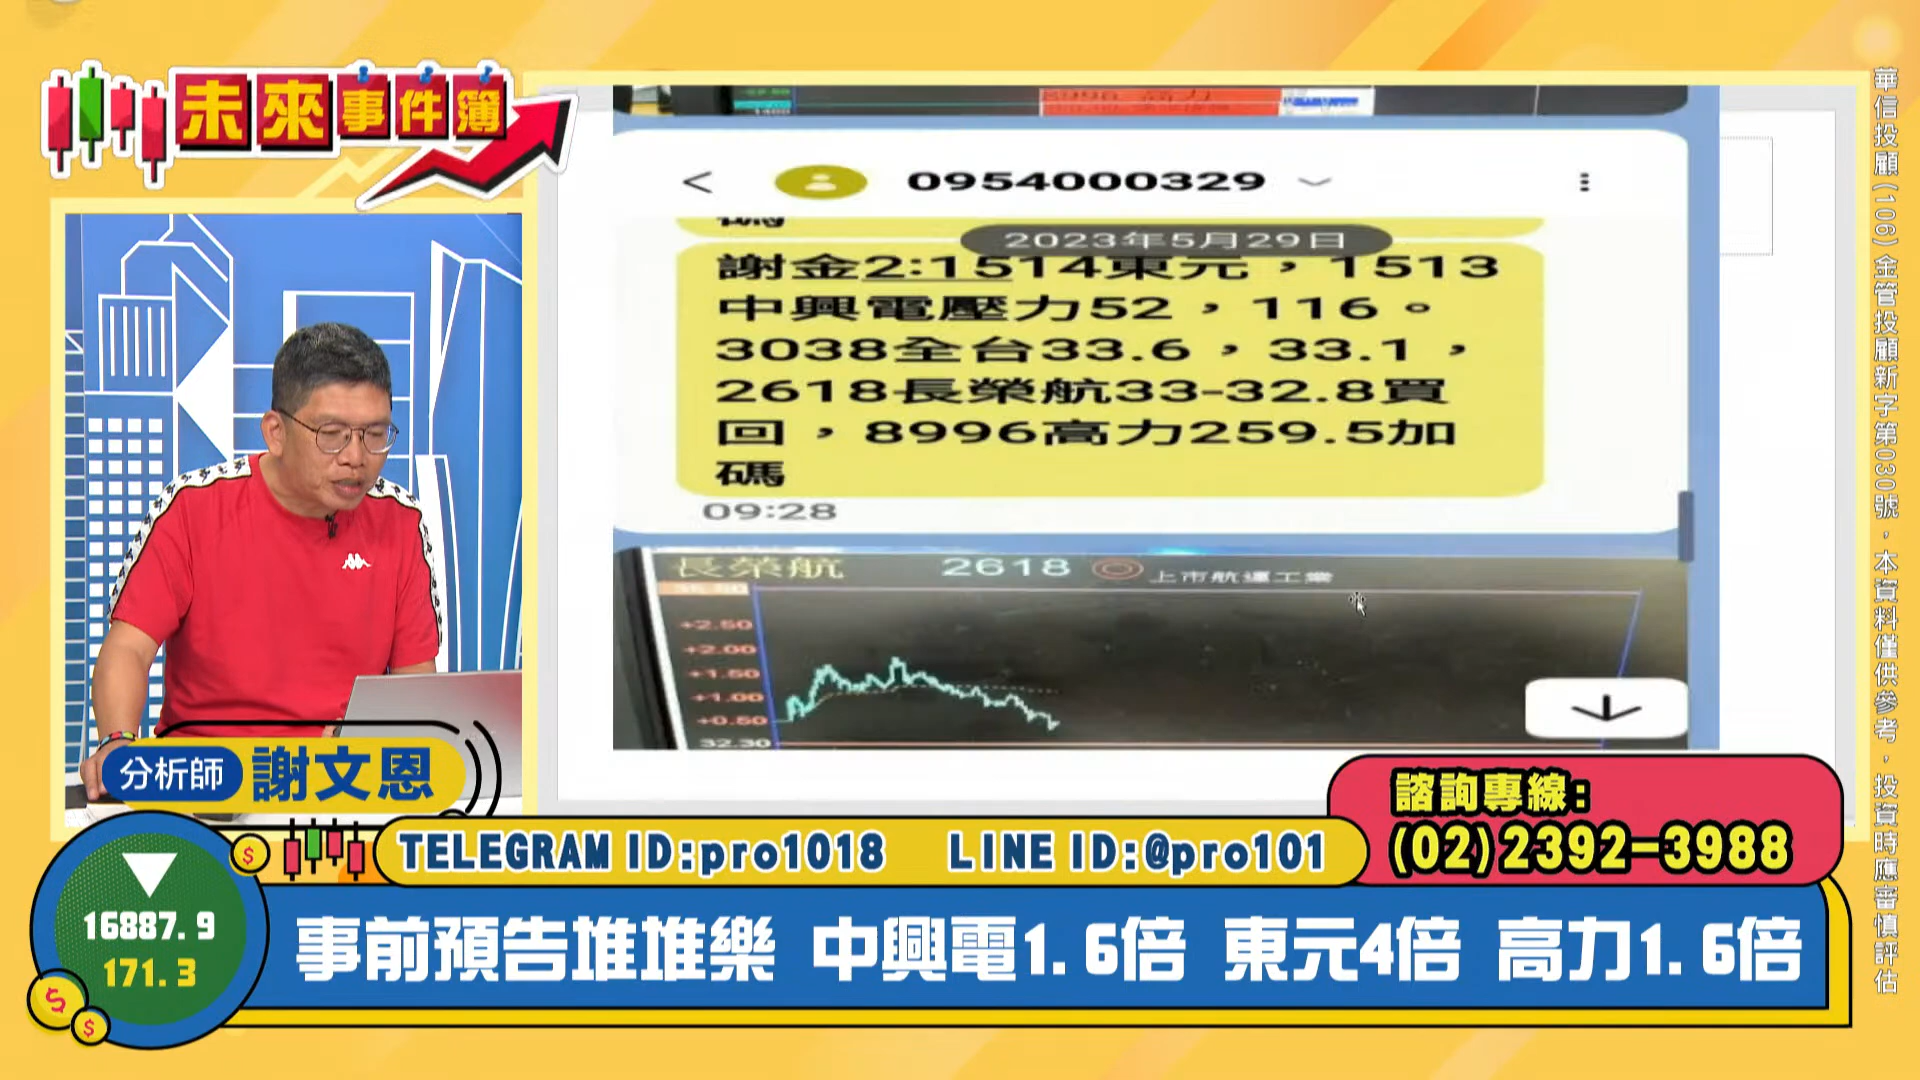 未來事件簿
0954000329
2023年5月29日
謝金2:1514東元，1513
中興電壓力52，116。
3038全台33.6，33.1，
2618長榮航33-32.8買
回，8996高力259.5加
碼
09:28
長榮航 2618 上市航運工業
+2.50
+2.00
+1.50
+1.00
+0.50
32.30
分析師 謝文恩
諮詢專線:
(02)2392-3988
TELEGRAM ID:pro1018 LINE ID:@pro101
16887.9
171.3
事前預告堆堆樂 中興電1.6倍 東元4倍 高力1.6倍
華信投顧(106)金管投顧新字第030號，本資料僅供參考，投資時應審慎評估